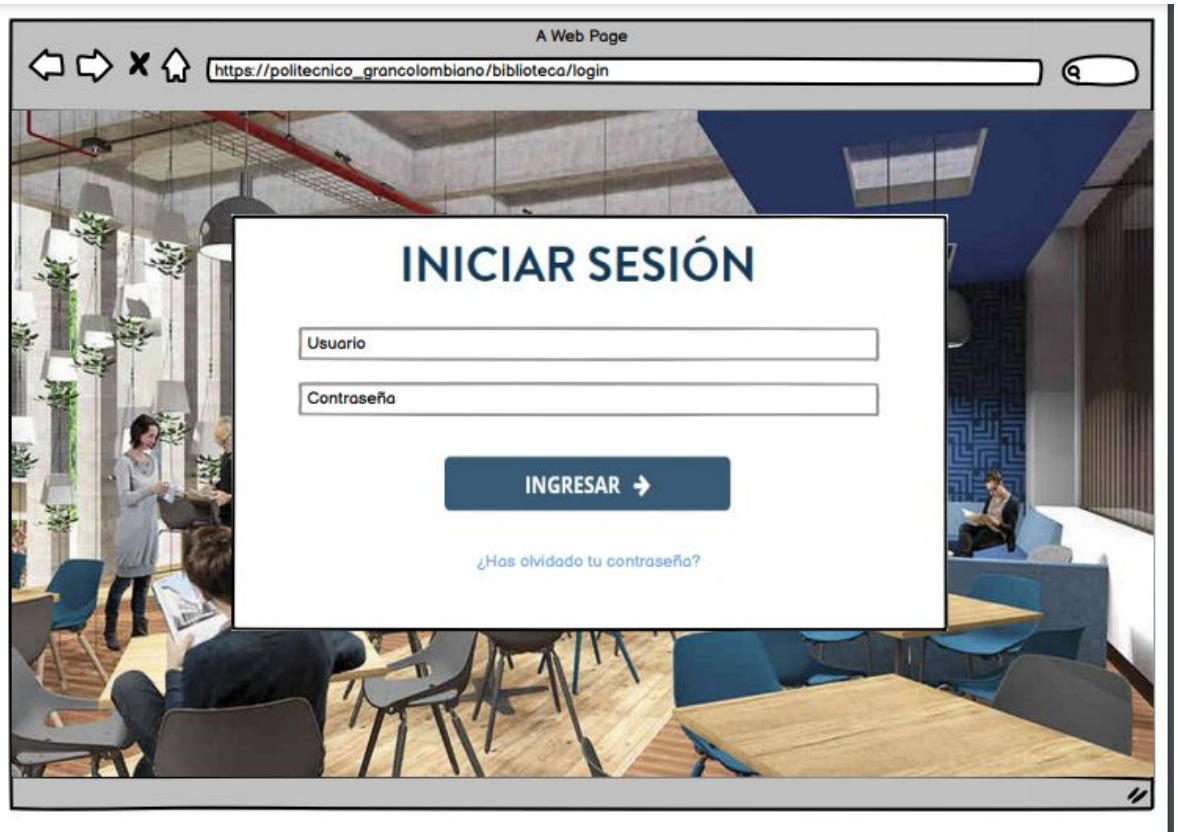 A Web Page
https://politecnico_grancolombiano/biblioteca/login
INICIAR SESIÓN
Usuario
Contraseña
INGRESAR
¿Has olvidado tu contraseña?